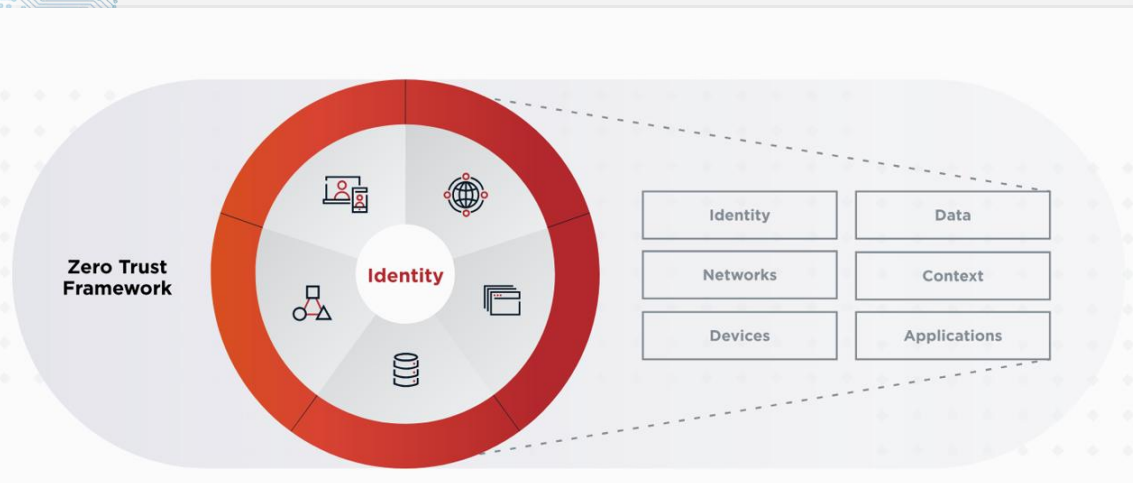 Zero Trust
Framework
Identity
Identity
Data
Networks
Context
Devices
Applications